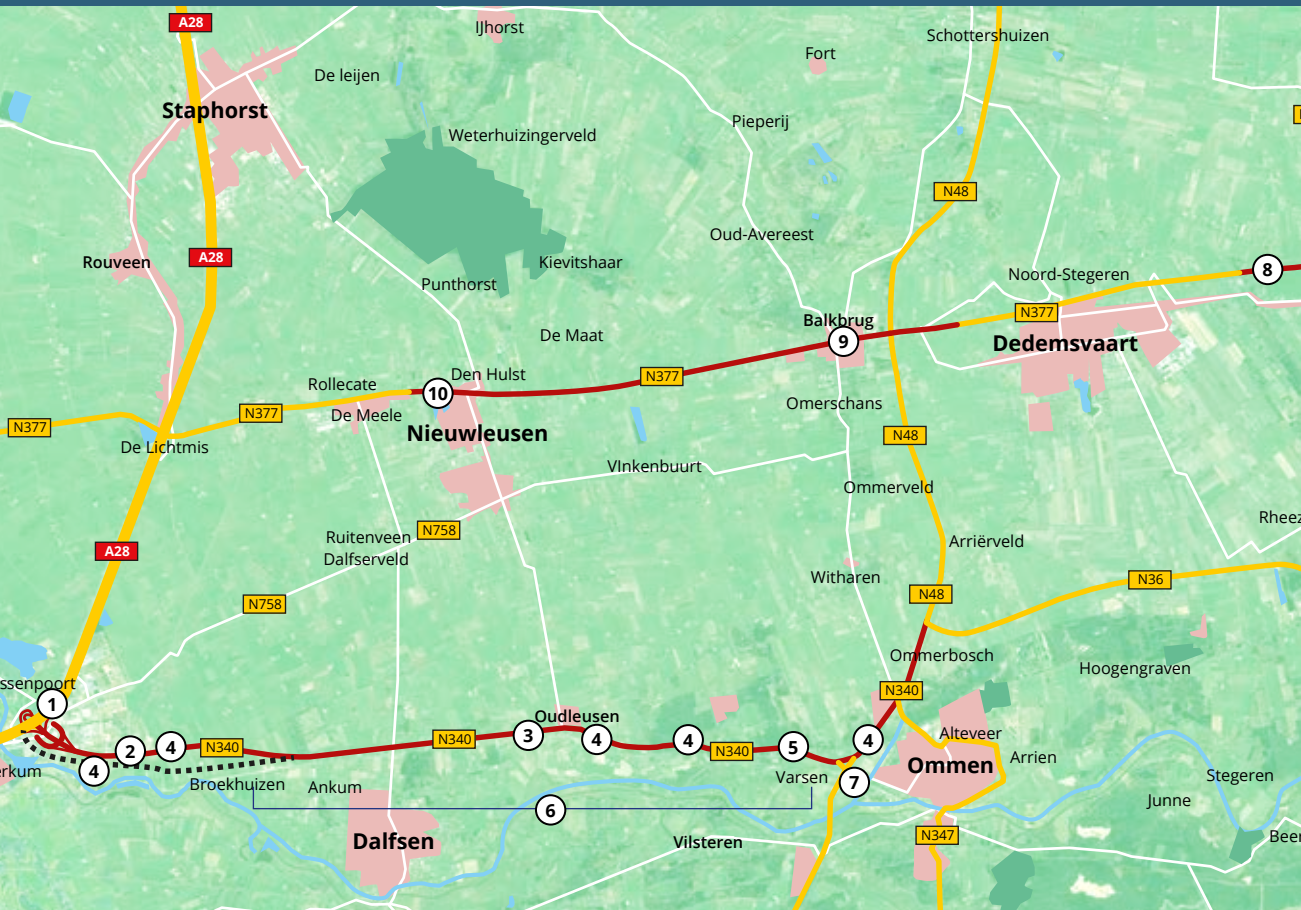 A28
IJhorst
Schottershuizen
De leijen
Fort
Staphorst
Pieperij
Weterhuizingerveld
N48
Oud-Avereest
Rouveen
A28
Kievitshaar
Noord-Stegeren
8
Punthorst
N377
Balkbrug
De Maat
9
Dedemsvaart
Den Hulst
N377
Rollecate
10
Omerschans
N377
De Meele
N377
Nieuwleusen
N48
De Lichtmis
VInkenbuurt
Ommerveld
Rheez
N758
Ruitenveen
Arriërveld
A28
Dalfserveld
Witharen
N36
N48
N758
Ommerbosch
Hoogengraven
ssenpoort
N340
1
Oudleusen
Alteveer
3
4
4
N340
5
4
2
4
N340
N340
Arrien
Ommen
erkum
4
Varsen
7
Stegeren
Broekhuizen
Ankum
Junne
6
N347
Beer
Dalfsen
Vilsteren